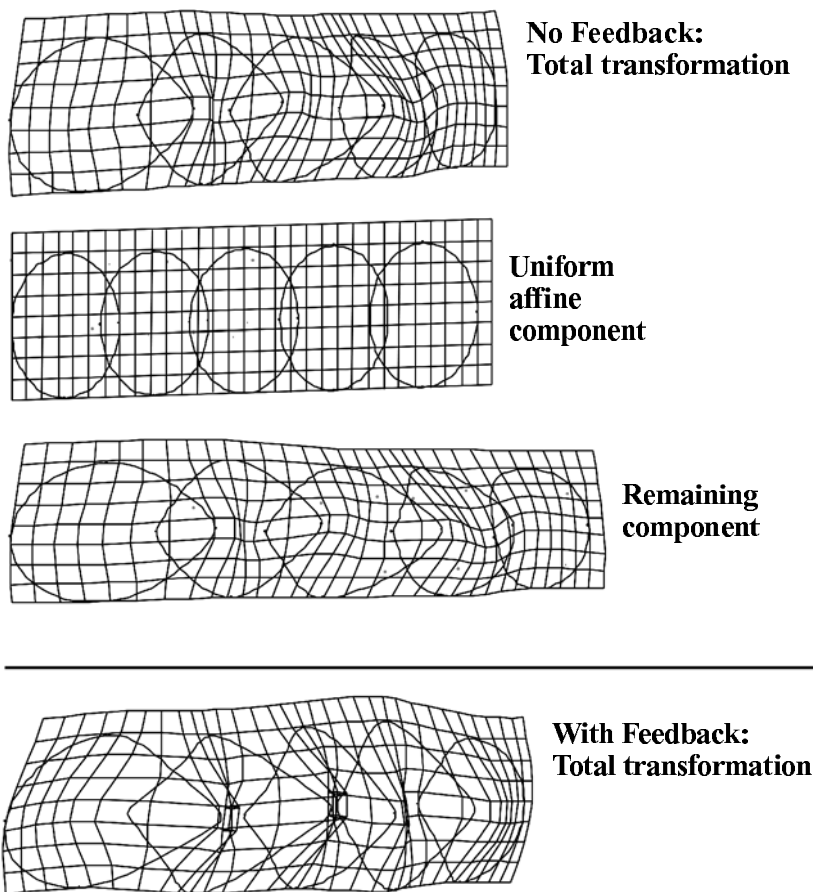 No Feedback:
Total transformation
Uniform
affine
component
Remaining
component
With Feedback:
Total transformation